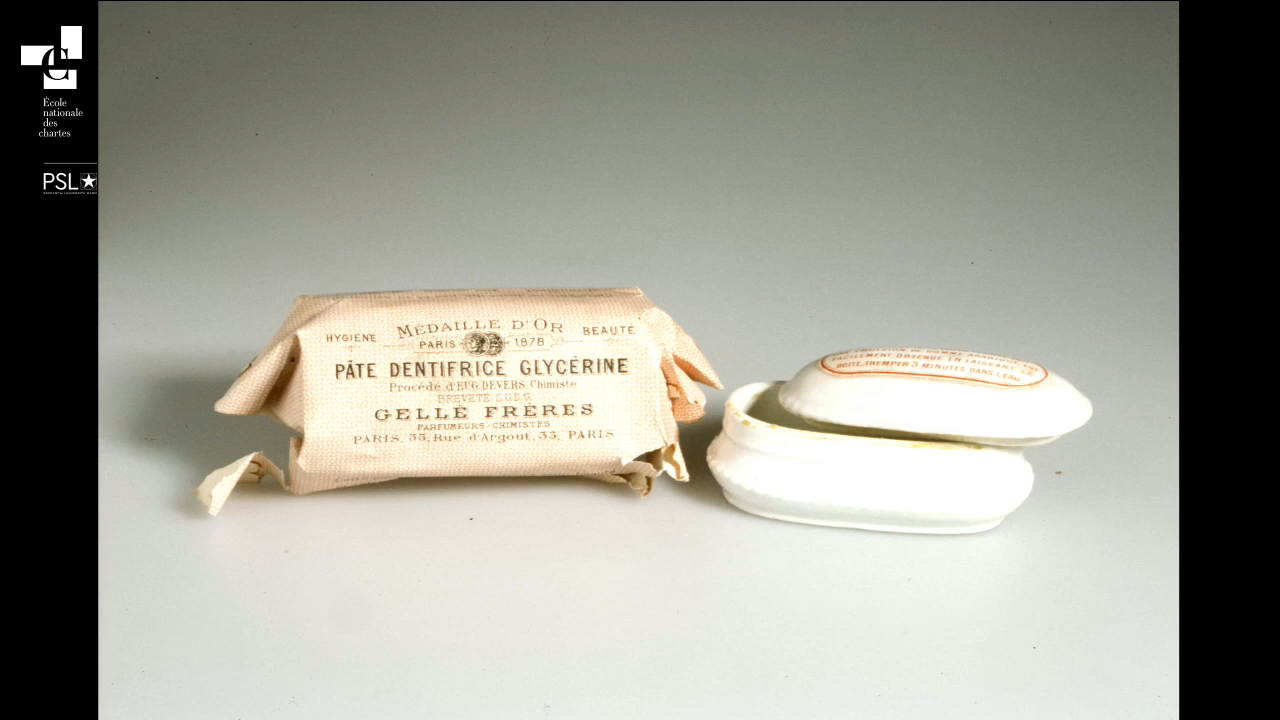 École
nationale
des
chartes
PSL
HYGIÈNE MÉDAILLE D'OR BEAUTÉ
PARIS 1878
PÂTE DENTIFRICE GLYCÉRINE
Procédé d'EUG. DEVERS, Chimiste
BREVETÉ S.G.D.G.
GELLÉ FRÈRES
PARFUMEURS-CHIMISTES
PARIS, 35, Rue d'Argout, 35, PARIS
FACILEMENT OBTENUE EN LAISSANT LA
BOITE, TREMPER 3 MINUTES DANS L'EAU